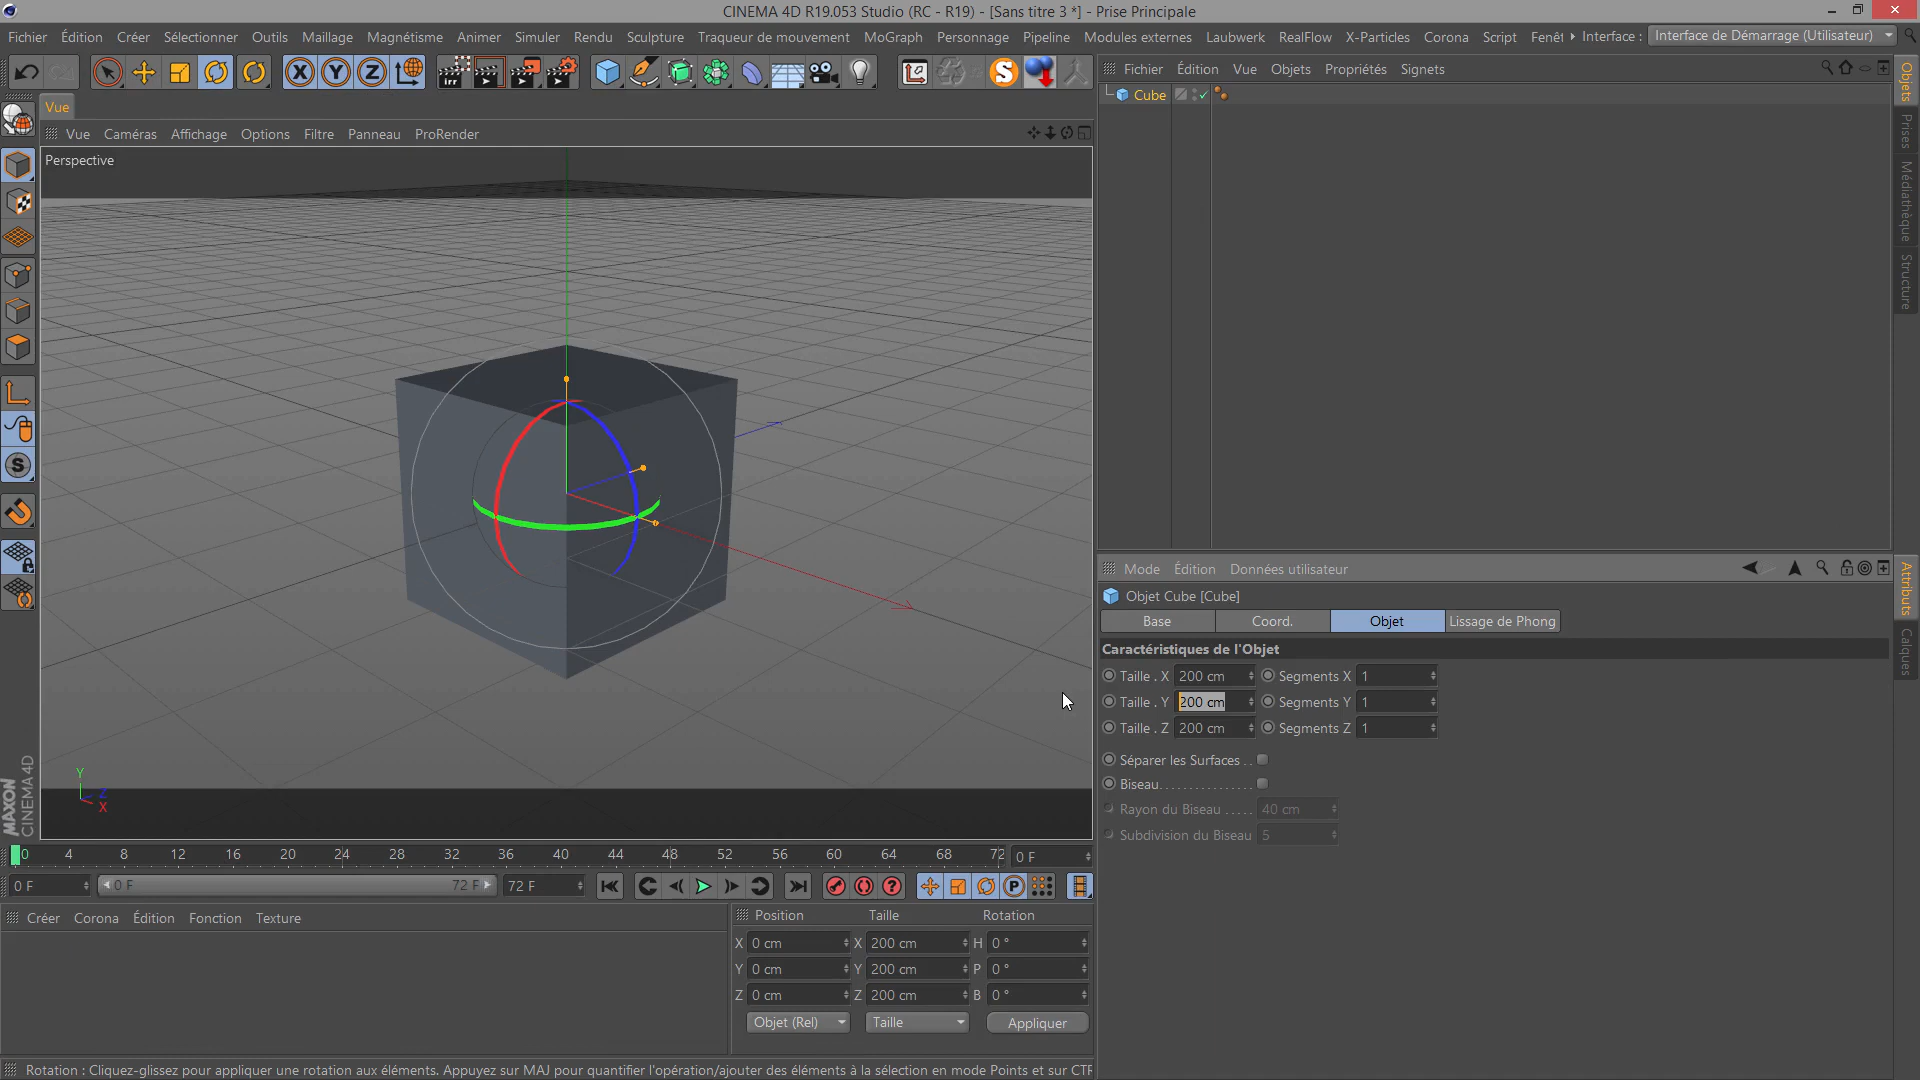 CINEMA 4D R19.053 Studio (RC - R19) - [Sans titre 3 *] - Prise Principale
Fichier Édition Créer Sélectionner Outils Maillage Magnétisme Animer Simuler Rendu Sculpture Traqueur de mouvement MoGraph Personnage Pipeline Modules externes Laubwerk RealFlow X-Particles Corona Script Fenêt Interface : Interface de Démarrage (Utilisateur)
X Y Z
Vue
Vue Caméras Affichage Options Filtre Panneau ProRender
Perspective
Y
Z
X
MAXON
CINEMA 4D
0 4 8 12 16 20 24 28 32 36 40 44 48 52 56 60 64 68 72 0 F
0 F 0 F 72 F 72 F
P
Créer Corona Édition Fonction Texture
Position Taille Rotation
X 0 cm X 200 cm H 0 °
Y 0 cm Y 200 cm P 0 °
Z 0 cm Z 200 cm B 0 °
Objet (Rel) Taille Appliquer
Rotation : Cliquez-glissez pour appliquer une rotation aux éléments. Appuyez sur MAJ pour quantifier l'opération/ajouter des éléments à la sélection en mode Points et sur CTR
Fichier Édition Vue Objets Propriétés Signets
Cube
Objets
Prises
Médiathèque
Structure
Mode Édition Données utilisateur
Objet Cube [Cube]
Base Coord. Objet Lissage de Phong
Caractéristiques de l'Objet
Taille . X 200 cm Segments X 1
Taille . Y 200 cm Segments Y 1
Taille . Z 200 cm Segments Z 1
Séparer les Surfaces . .
Biseau. . . . . . . . . . . . . . .
Rayon du Biseau . . . . . 40 cm
Subdivision du Biseau 5
Attributs
Calques